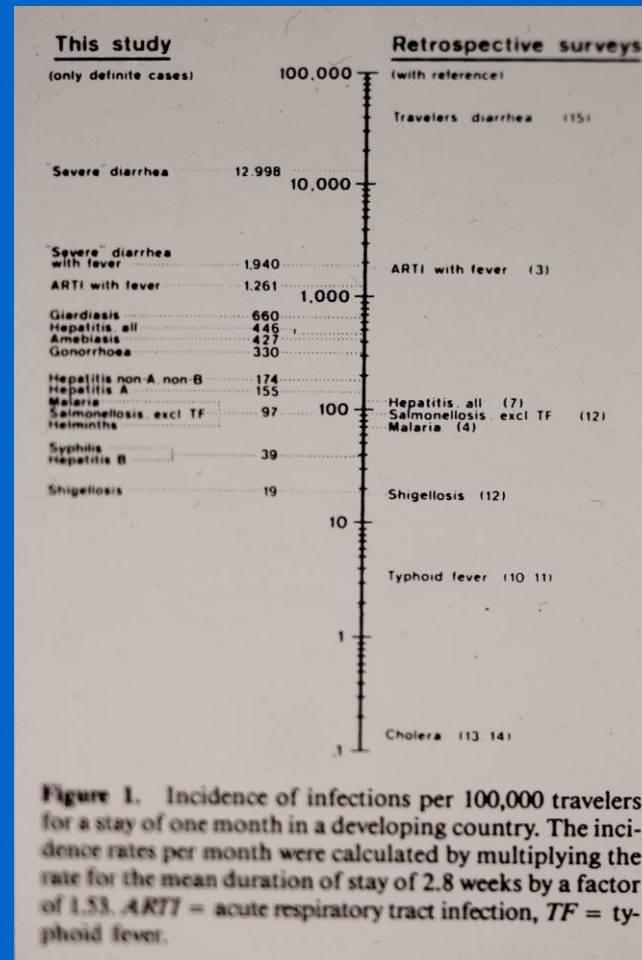 This study
(only definite cases)
Retrospective surveys
(with reference)
100,000
Travelers diarrhea (15)
"Severe" diarrhea 12.998
10,000
"Severe" diarrhea
with fever 1,940
ARTI with fever (3)
ARTI with fever 1.261
1,000
Giardiasis 660
Hepatitis, all 446
Amebiasis 427
Gonorrhoea 330
Hepatitis non-A, non-B 174
Hepatitis A 155
Malaria
Salmonellosis, excl TF 97
Helminths
100
Hepatitis, all (7)
Salmonellosis, excl TF (12)
Malaria (4)
Syphilis
Hepatitis B 39
Shigellosis 19
Shigellosis (12)
10
Typhoid fever (10, 11)
1
Cholera (13, 14)
.1
Figure 1. Incidence of infections per 100,000 travelers
for a stay of one month in a developing country. The inci-
dence rates per month were calculated by multiplying the
rate for the mean duration of stay of 2.8 weeks by a factor
of 1.53. ARTI = acute respiratory tract infection, TF = ty-
phoid fever.